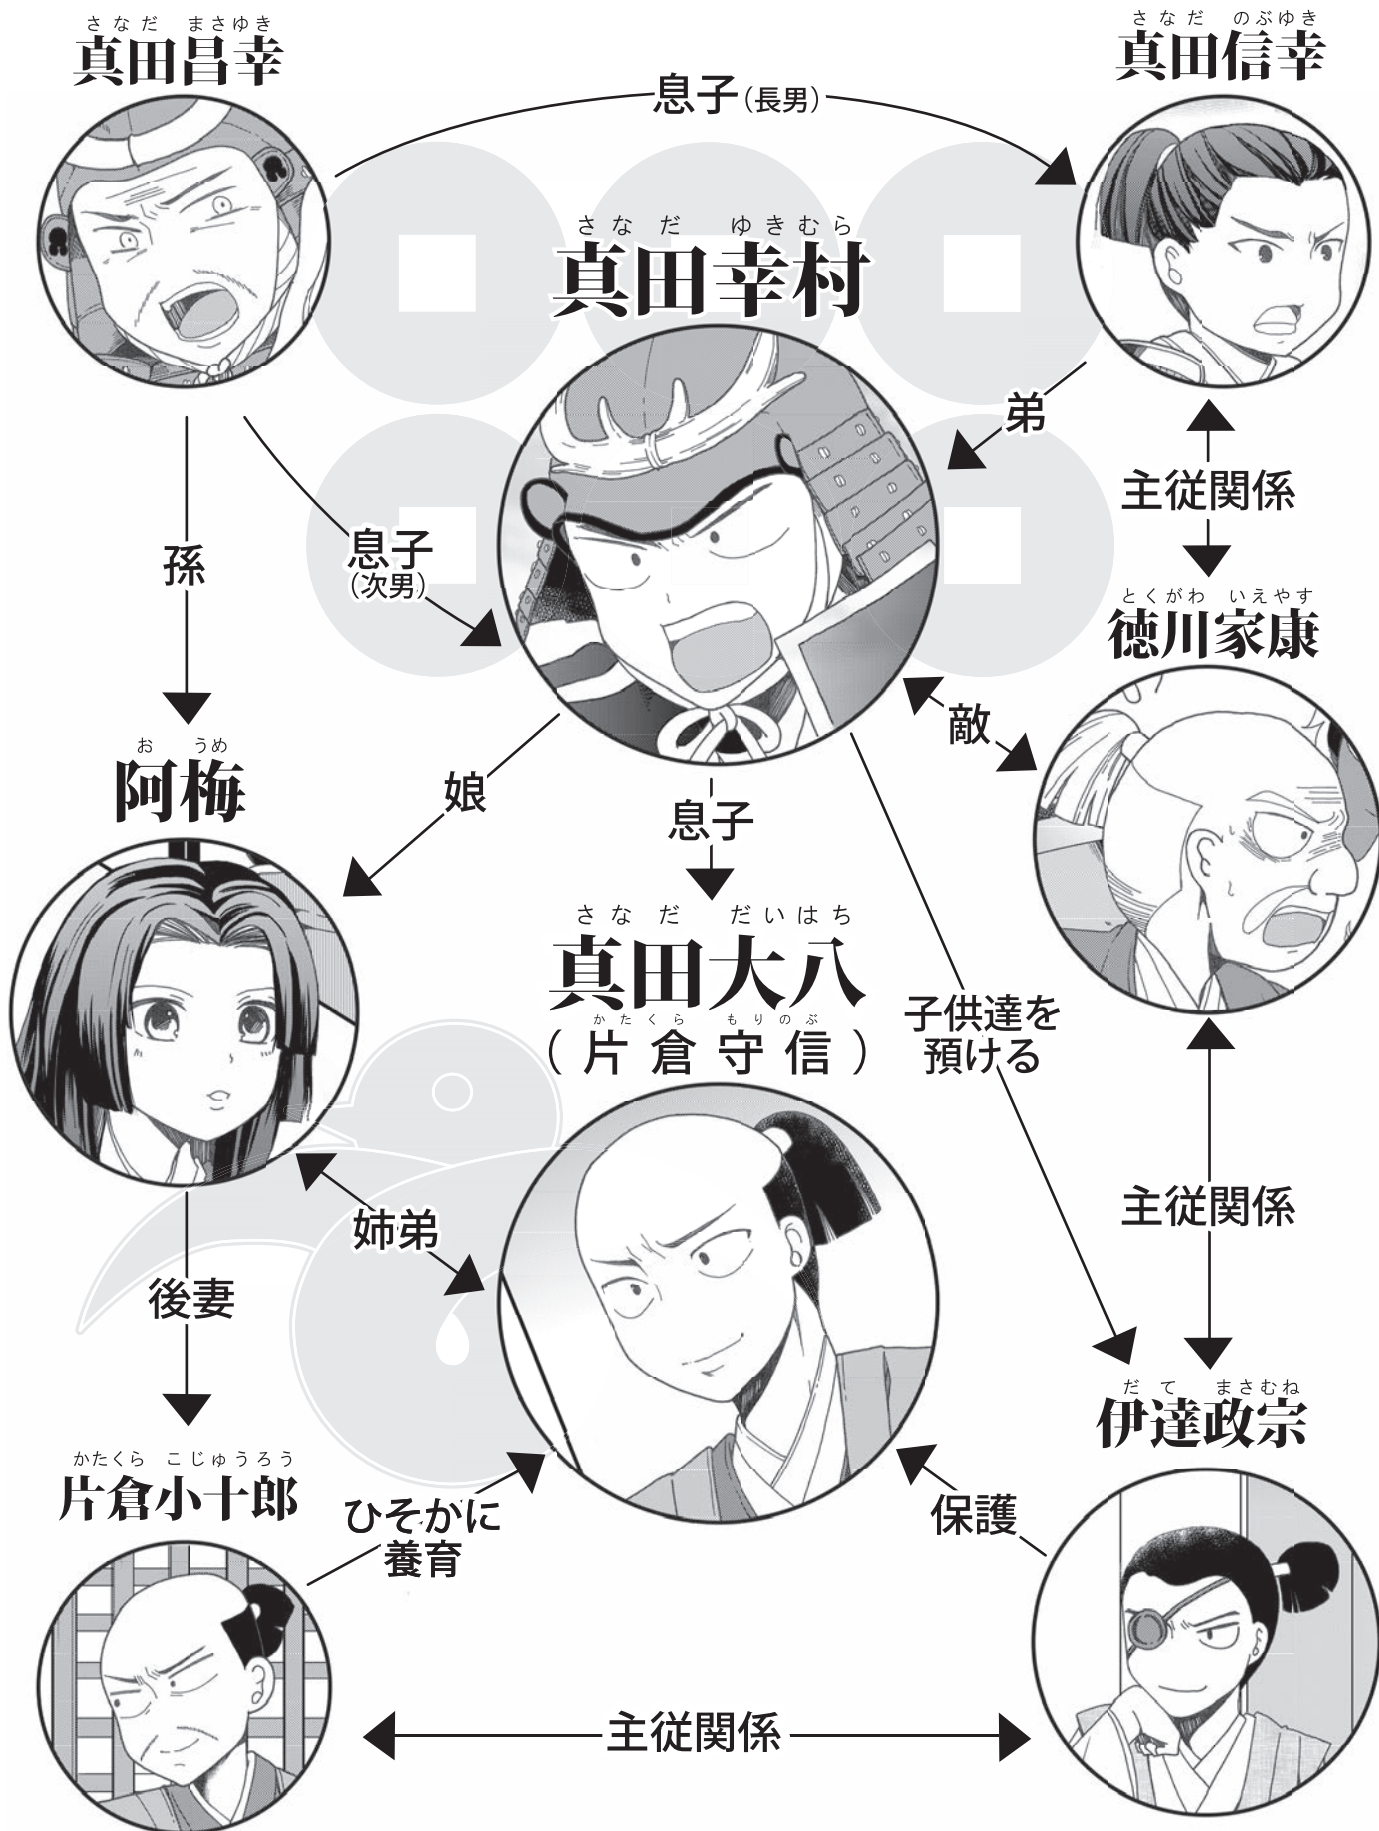 さなだ まさゆき
真田昌幸
さなだ のぶゆき
真田信幸
息子(長男)
さなだ ゆきむら
真田幸村
弟
主従関係
孫
息子
(次男)
とくがわ いえやす
徳川家康
敵
お うめ
阿梅
娘
息子
さなだ だいはち
真田大八
かたくら もりのぶ
(片倉守信)
子供達を
預ける
姉弟
主従関係
後妻
だて まさむね
伊達政宗
かたくら こじゅうろう
片倉小十郎
ひそかに
養育
保護
主従関係